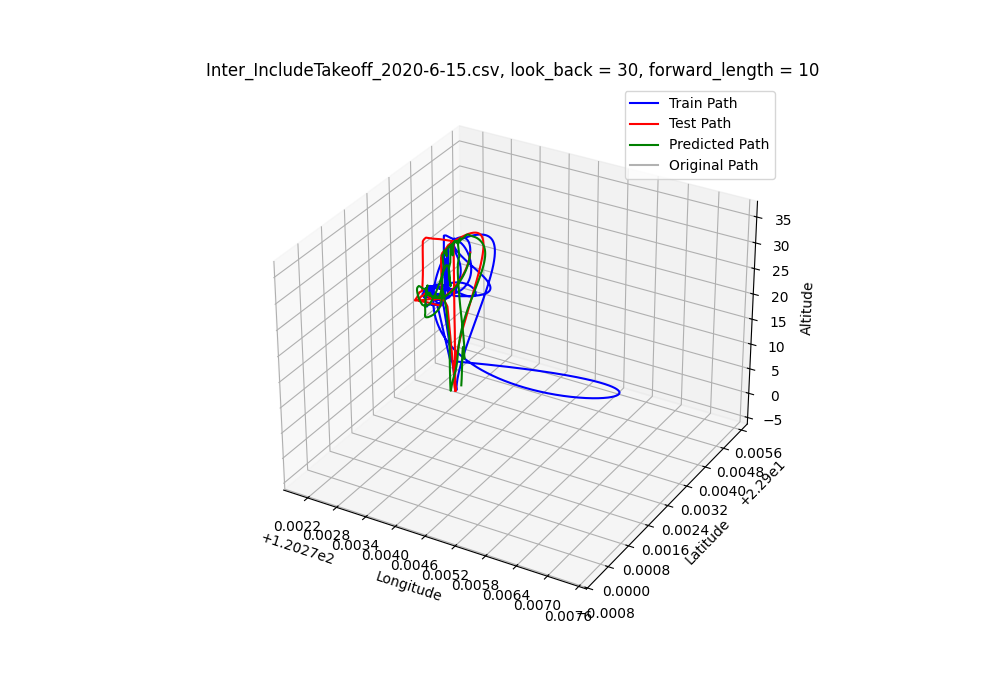 Inter_IncludeTakeoff_2020-6-15.csv, look_back = 30, forward_length = 10
Train Path
Test Path
Predicted Path
Original Path
35
30
25
20
15
10
5
0
−5
Altitude
0.0056
0.0048
0.0040
0.0032
0.0024
0.0016
0.0008
0.0000
−0.0008
+2.29e1
Latitude
0.0022
0.0028
0.0034
0.0040
0.0046
0.0052
0.0058
0.0064
0.0070
0.0076
+1.2027e2
Longitude